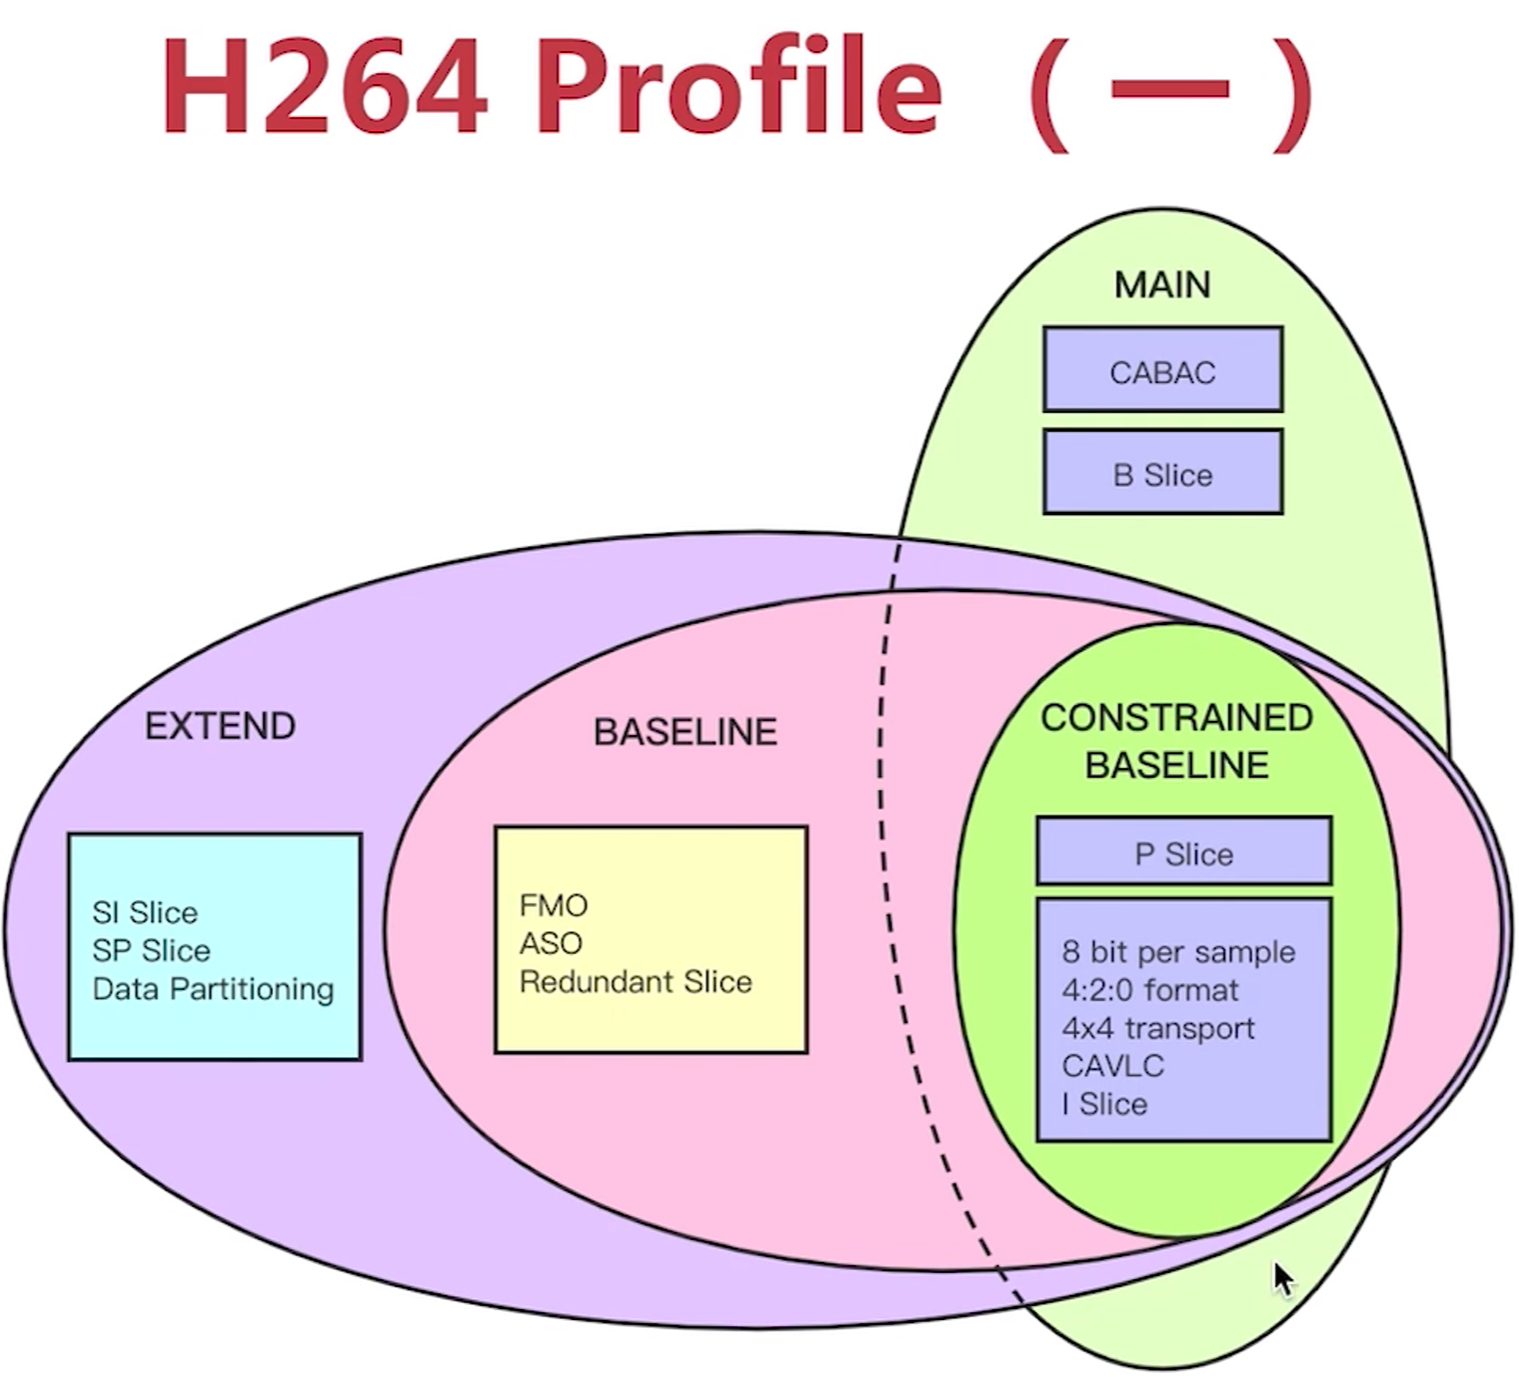 H264 Profile（一）
MAIN
CABAC
B Slice
EXTEND
SI Slice
SP Slice
Data Partitioning
BASELINE
FMO
ASO
Redundant Slice
CONSTRAINED
BASELINE
P Slice
8 bit per sample
4:2:0 format
4x4 transport
CAVLC
I Slice